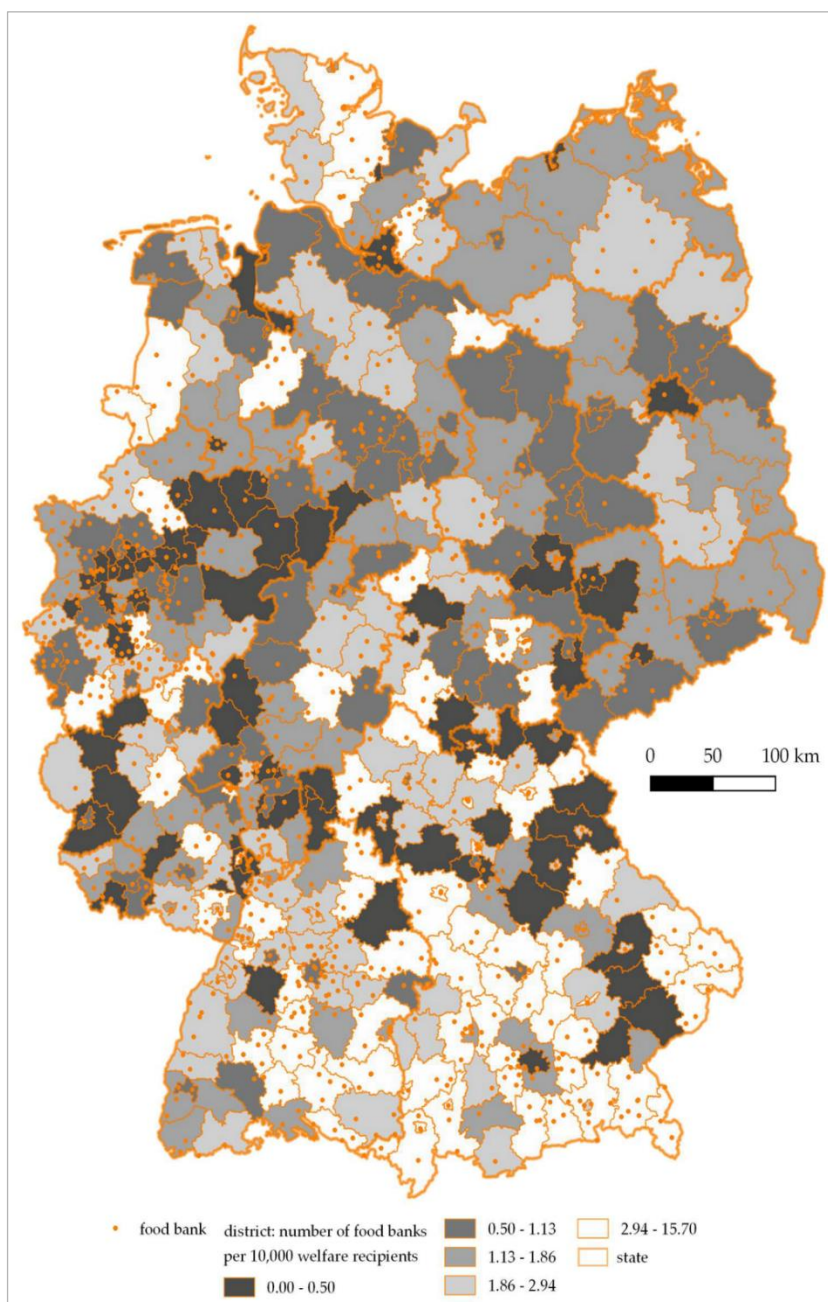 0 50 100 km
food bank
district: number of food banks
per 10,000 welfare recipients
0.00 - 0.50
0.50 - 1.13
1.13 - 1.86
1.86 - 2.94
2.94 - 15.70
state